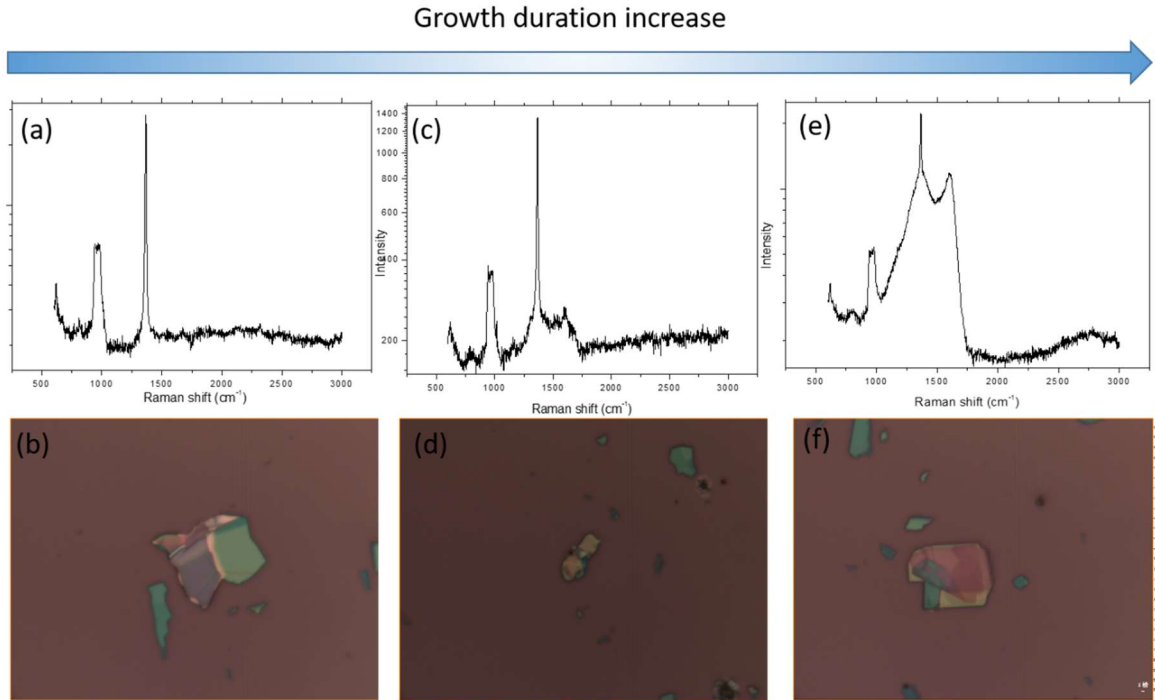 Growth duration increase
(a)
500 1000 1500 2000 2500 3000
Raman shift (cm⁻¹)
(c)
1400
1200
1000
800
600
400
200
Intensity
500 1000 1500 2000 2500 3000
Raman shift (cm⁻¹)
(e)
Intensity
500 1000 1500 2000 2500 3000
Raman shift (cm⁻¹)
(b)
(d)
(f)